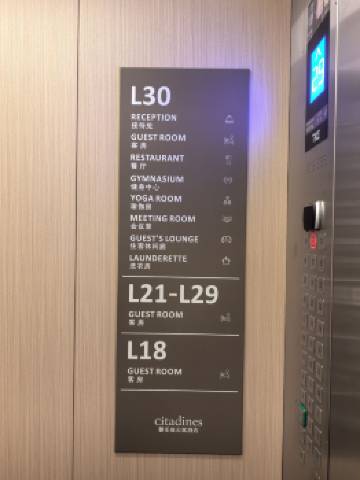 L30
RECEPTION
接待处
GUEST ROOM
客房
RESTAURANT
餐厅
GYMNASIUM
健身中心
YOGA ROOM
瑜伽房
MEETING ROOM
会议室
GUEST'S LOUNGE
住客休闲廊
LAUNDERETTE
洗衣房
L21-L29
GUEST ROOM
客房
L18
GUEST ROOM
客房
citadines